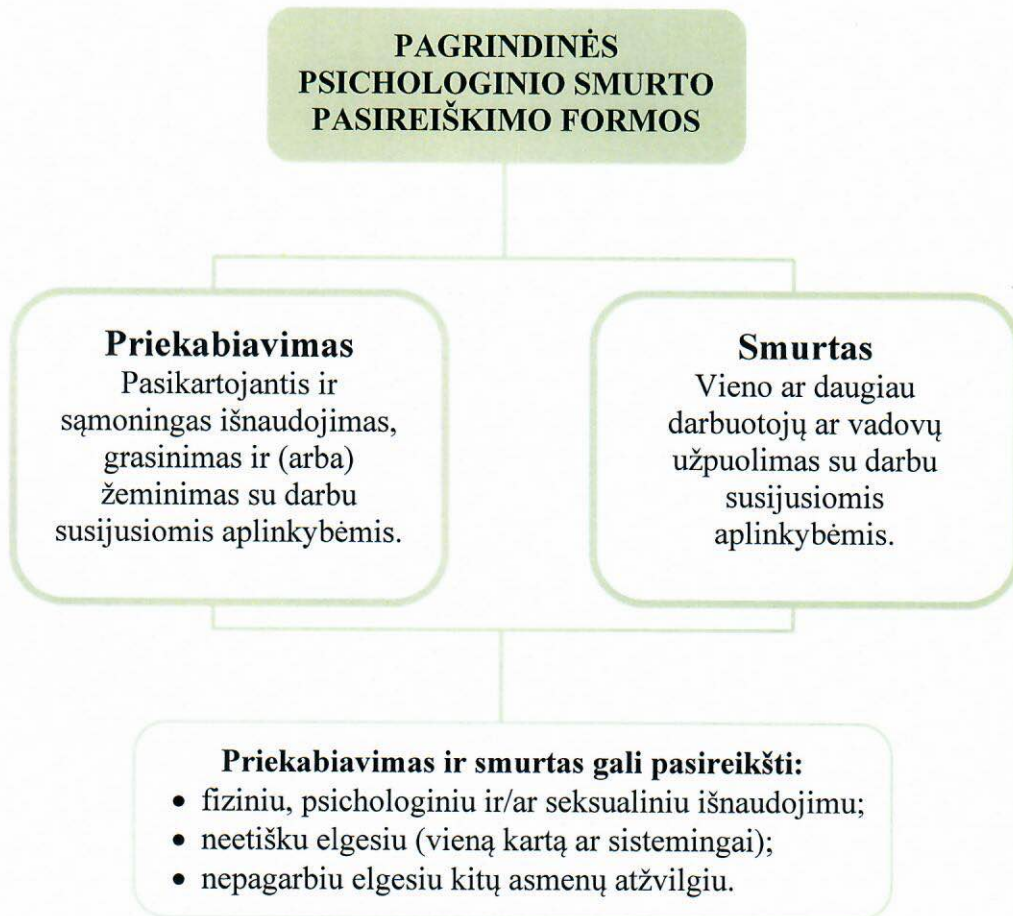 PAGRINDINĖS
PSICHOLOGINIO SMURTO
PASIREIŠKIMO FORMOS
Priekabiavimas
Pasikartojantis ir
sąmoningas išnaudojimas,
grasinimas ir (arba)
žeminimas su darbu
susijusiomis aplinkybėmis.
Smurtas
Vieno ar daugiau
darbuotojų ar vadovų
užpuolimas su darbu
susijusiomis
aplinkybėmis.
Priekabiavimas ir smurtas gali pasireikšti:
• fiziniu, psichologiniu ir/ar seksualiniu išnaudojimu;
• neetišku elgesiu (vieną kartą ar sistemingai);
• nepagarbiu elgesiu kitų asmenų atžvilgiu.